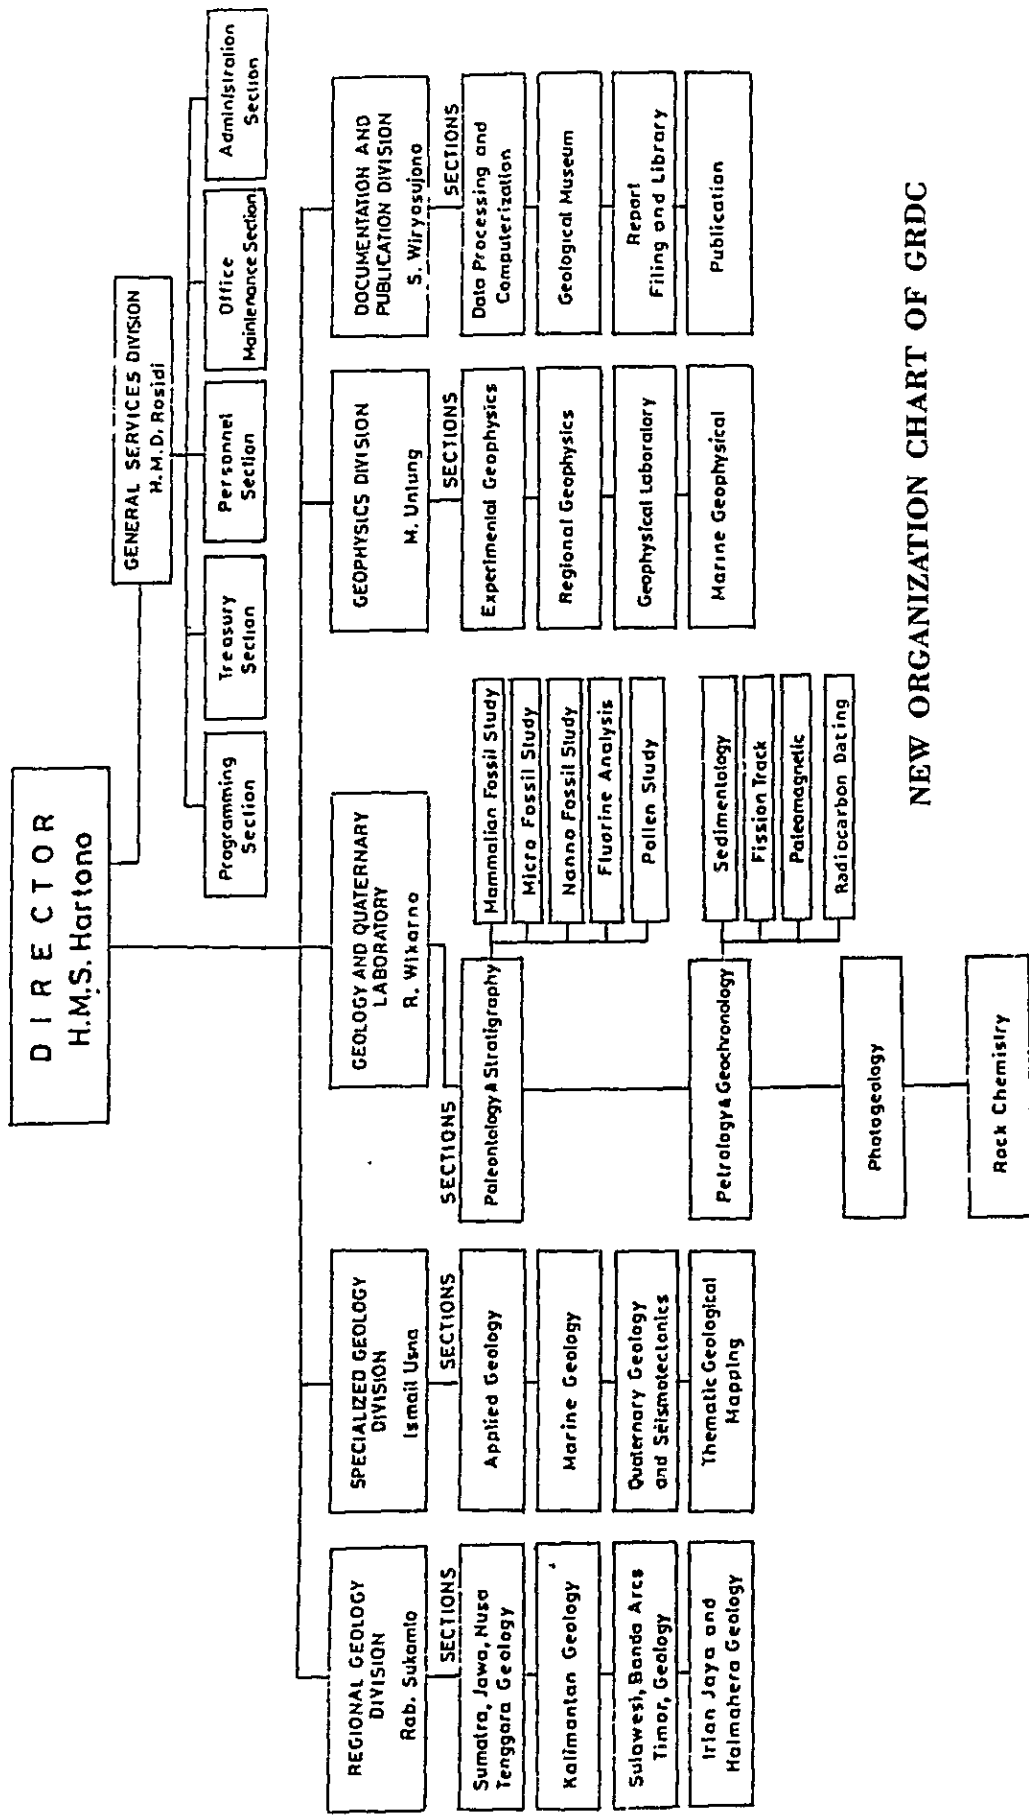 DIRECTOR
H.M.S. Hartono
GENERAL SERVICES DIVISION
H.M.D. Rosidi
Programming
Section
Treasury
Section
Personnel
Section
Office
Maintenance Section
Administration
Section
REGIONAL GEOLOGY
DIVISION
Rab. Sukamto
SECTIONS
Sumatra, Jawa, Nusa
Tenggara Geology
Kalimantan Geology
Sulawesi, Banda Arcs
Timor, Geology
Irian Jaya and
Halmahera Geology
SPECIALIZED GEOLOGY
DIVISION
Ismail Usna
SECTIONS
Applied Geology
Marine Geology
Quaternary Geology
and Seismotectonics
Thematic Geological
Mapping
GEOLOGY AND QUATERNARY
LABORATORY
R. Wikarno
SECTIONS
Paleontology & Stratigraphy
Mammalian Fossil Study
Micro Fossil Study
Nanno Fossil Study
Fluorine Analysis
Pollen Study
Petrology & Geochronology
Sedimentology
Fission Track
Paleomagnetic
Radiocarbon Dating
Photogeology
Rock Chemistry
GEOPHYSICS DIVISION
M. Untung
SECTIONS
Experimental Geophysics
Regional Geophysics
Geophysical Laboratory
Marine Geophysical
DOCUMENTATION AND
PUBLICATION DIVISION
S. Wiryasujono
SECTIONS
Data Processing and
Computerization
Geological Museum
Report
Filing and Library
Publication
NEW ORGANIZATION CHART OF GRDC